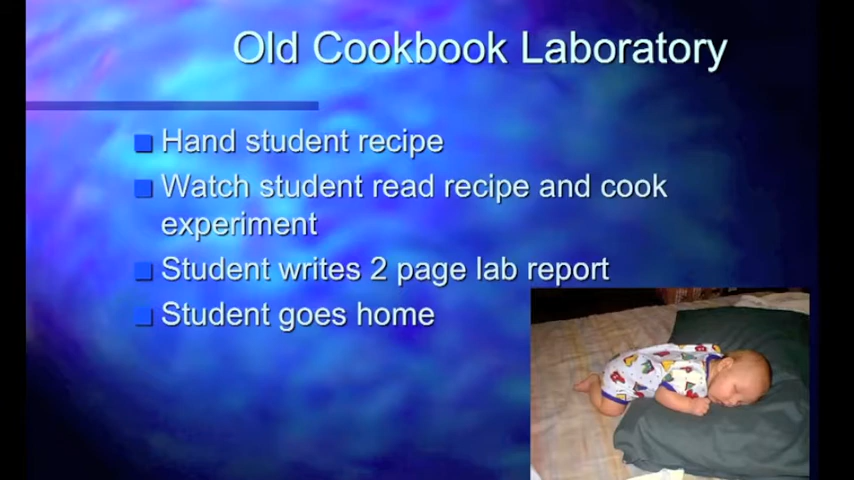 Old Cookbook Laboratory
Hand student recipe
Watch student read recipe and cook
experiment
Student writes 2 page lab report
Student goes home